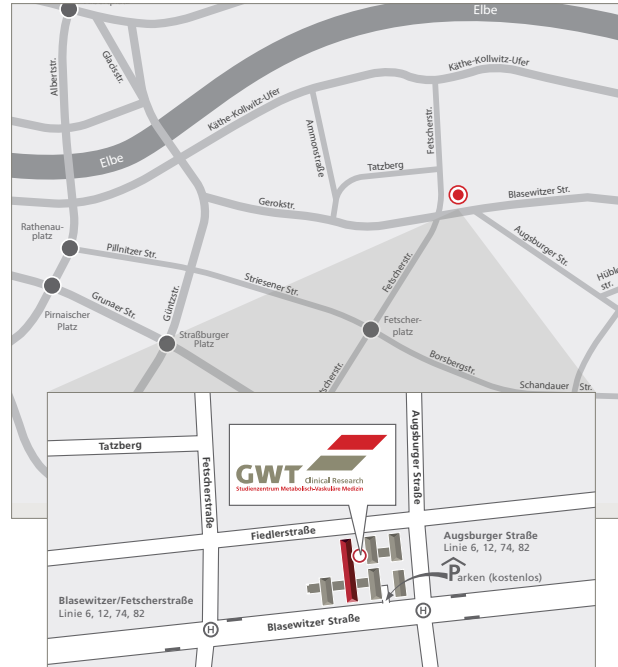 Elbe
Albertstr.
Glacisstr.
Käthe-Kollwitz-Ufer
Käthe-Kollwitz-Ufer
Ammonstraße
Fetscherstr.
Tatzberg
Elbe
Gerokstr.
Blasewitzer Str.
Rathenau-
platz
Pillnitzer Str.
Augsburger Str.
Striesener Str.
Fetscherstr.
Güntzstr.
Grunaer Str.
Pirnaischer
Platz
Straßburger
Platz
Fetscher-
platz
Borsbergstr.
Schandauer Str.
Tatzberg
Fetscherstraße
Augsburger Straße
GWT Clinical Research
Studienzentrum Metabolisch-Vaskuläre Medizin
Fiedlerstraße
Augsburger Straße
Linie 6, 12, 74, 82
Parken (kostenlos)
Blasewitzer/Fetscherstraße
Linie 6, 12, 74, 82
H
Blasewitzer Straße
H